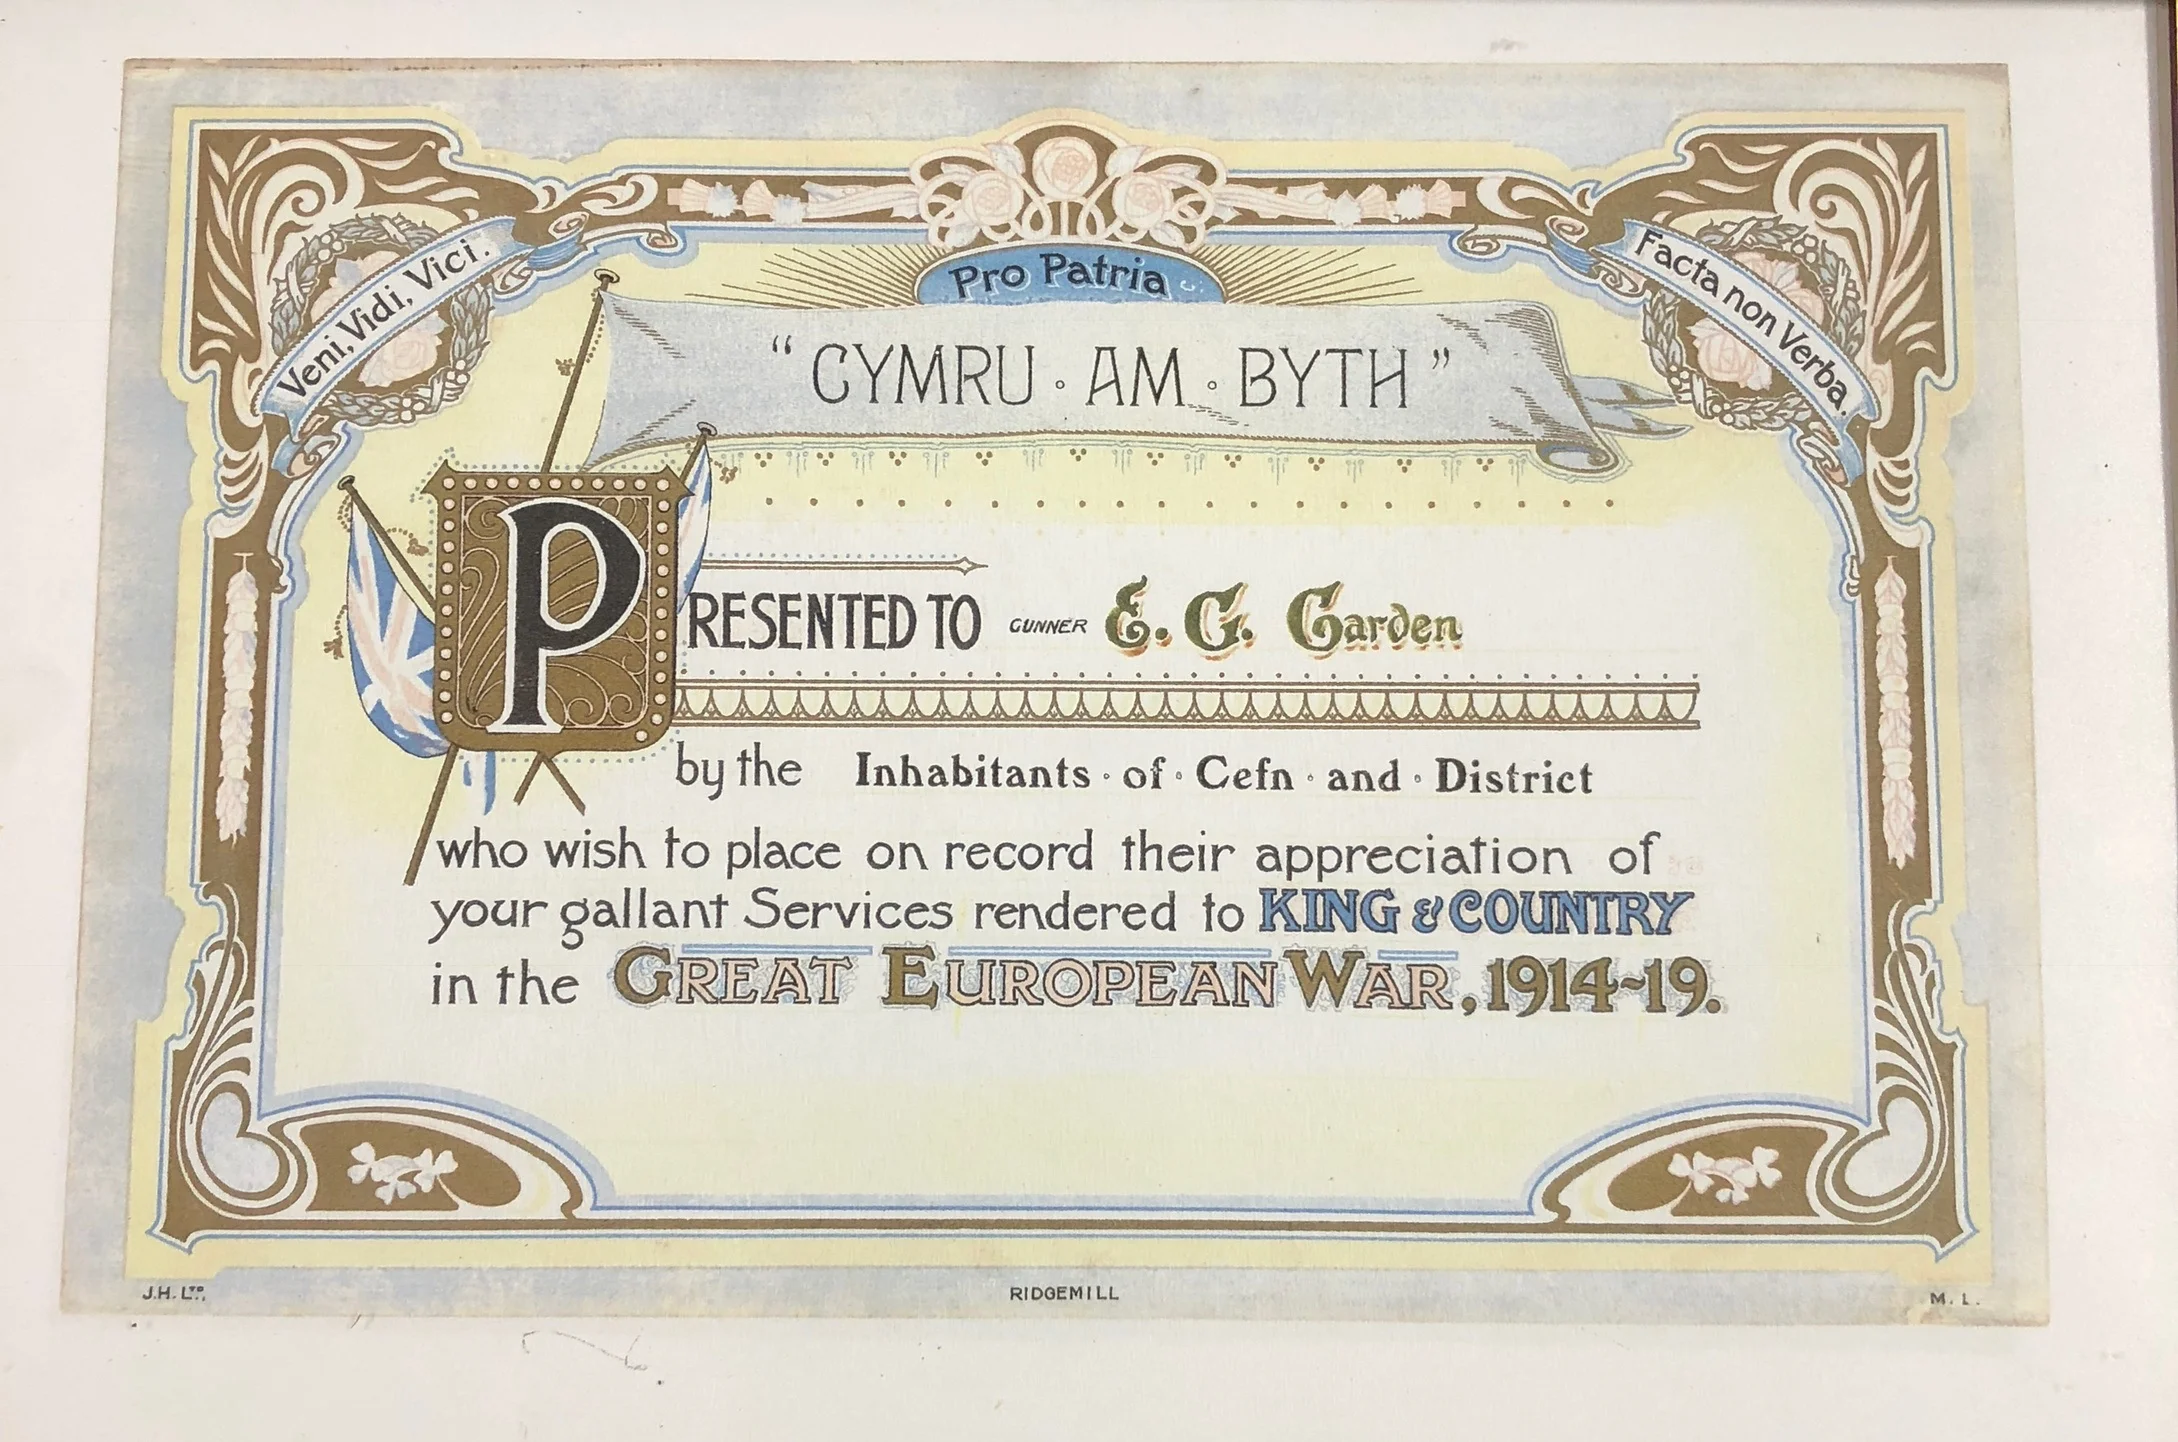 Pro Patria
Veni, Vidi, Vici.
Facta non Verba.
"CYMRU · AM · BYTH"
PRESENTED TO GUNNER E. G. Garden
by the Inhabitants · of · Cefn · and · District
who wish to place on record their appreciation of
your gallant Services rendered to KING & COUNTRY
in the GREAT EUROPEAN WAR, 1914-19.
J.H. LTD., RIDGEMILL M. L.